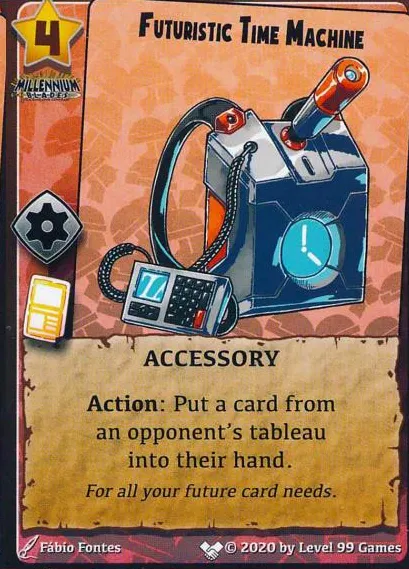 4
FUTURISTIC TIME MACHINE
MILLENNIUM
BLADES
ACCESSORY
Action: Put a card from
an opponent's tableau
into their hand.
For all your future card needs.
Fábio Fontes
© 2020 by Level 99 Games